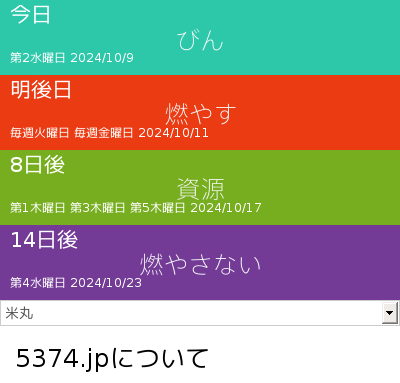 今日
びん
第2水曜日 2024/10/9
明後日
燃やす
毎週火曜日 毎週金曜日 2024/10/11
8日後
資源
第1木曜日 第3木曜日 第5木曜日 2024/10/17
14日後
燃やさない
第4水曜日 2024/10/23
米丸
5374.jpについて